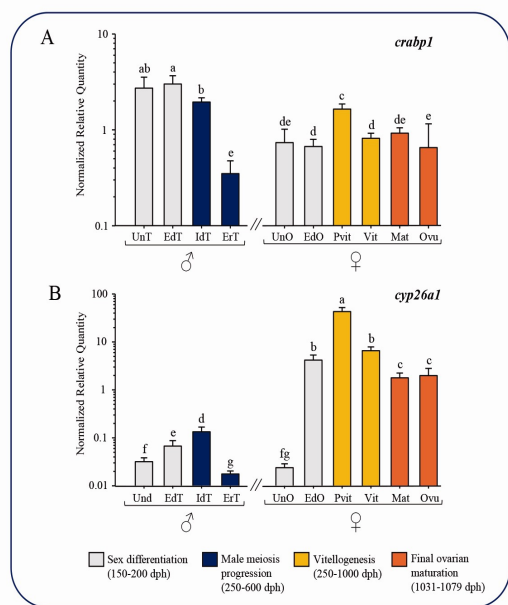 A
crabp1
Normalized Relative Quantity
10
1
0.1
ab
a
b
e
de
d
c
d
de
e
UnT EdT IdT ErT // UnO EdO Pvit Vit Mat Ovu
♂ ♀
B
cyp26a1
Normalized Relative Quantity
100
10
1
0.1
0.01
f
e
d
g
fg
b
a
b
c
c
Und EdT IdT ErT // UnO EdO Pvit Vit Mat Ovu
♂ ♀
Sex differentiation
(150-200 dph)
Male meiosis
progression
(250-600 dph)
Vitellogenesis
(250-1000 dph)
Final ovarian
maturation
(1031-1079 dph)